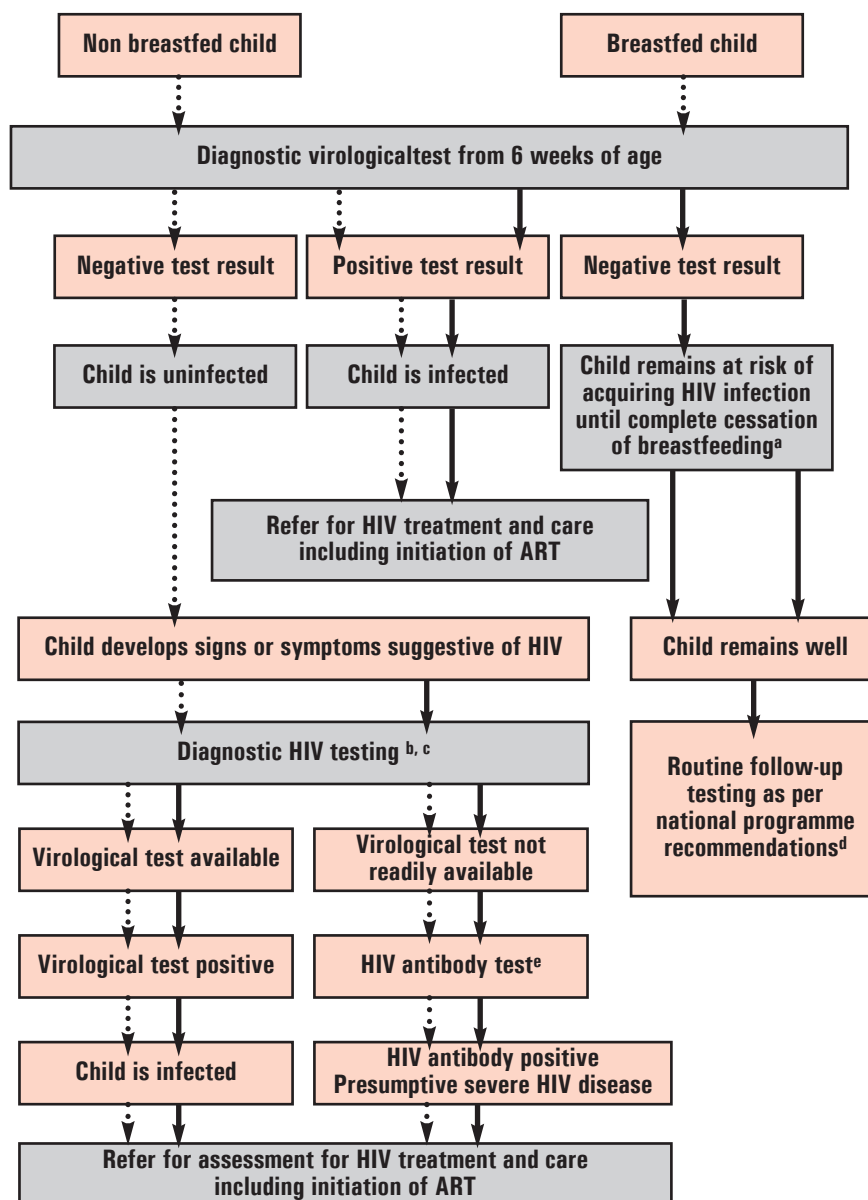 Non breastfed child
Breastfed child
Diagnostic virologicaltest from 6 weeks of age
Negative test result
Positive test result
Negative test result
Child is uninfected
Child is infected
Child remains at risk of
acquiring HIV infection
until complete cessation
of breastfeedingᵃ
Refer for HIV treatment and care
including initiation of ART
Child develops signs or symptoms suggestive of HIV
Child remains well
Diagnostic HIV testing ᵇ, ᶜ
Routine follow-up
testing as per
national programme
recommendationsᵈ
Virological test available
Virological test not
readily available
Virological test positive
HIV antibody testᵉ
Child is infected
HIV antibody positive
Presumptive severe HIV disease
Refer for assessment for HIV treatment and care
including initiation of ART